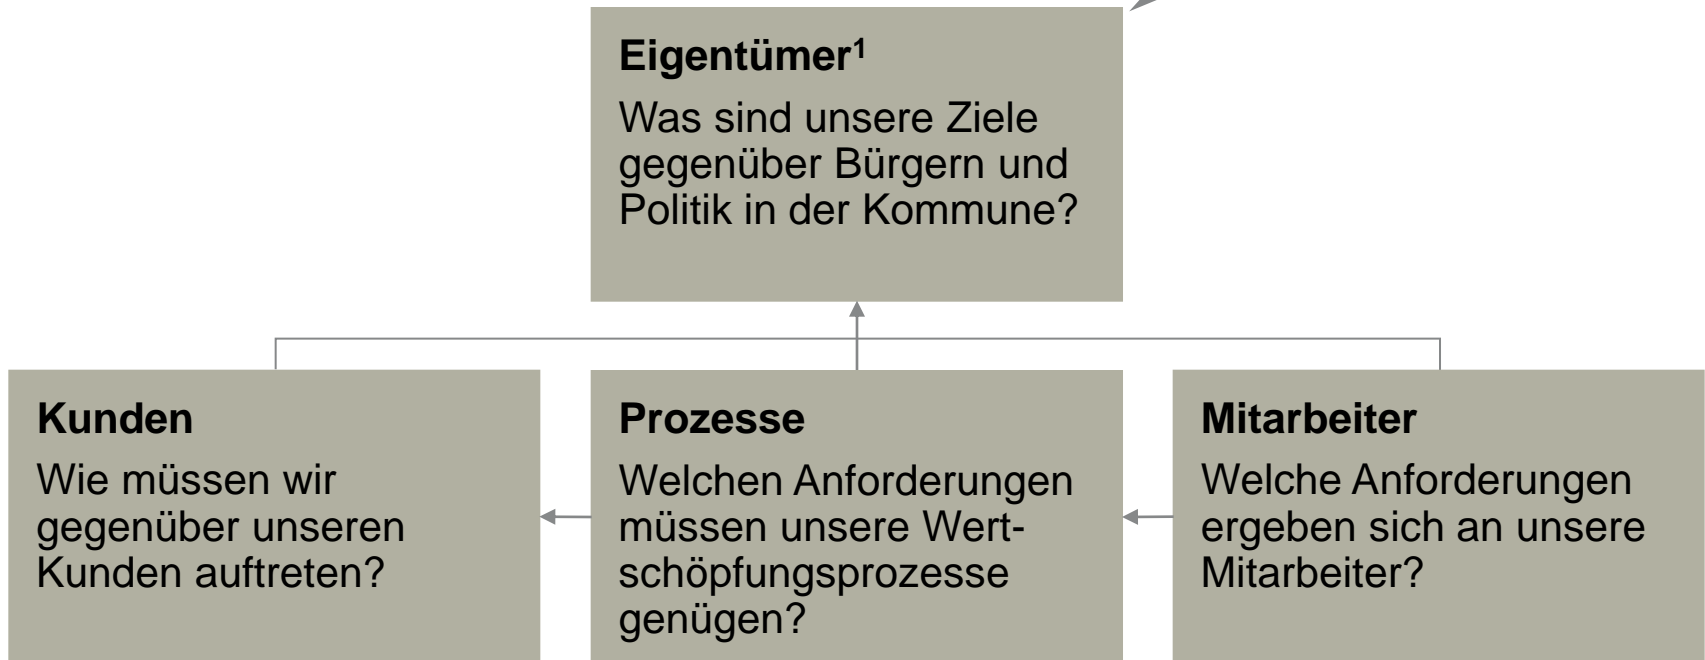 Eigentümer¹
Was sind unsere Ziele
gegenüber Bürgern und
Politik in der Kommune?
Kunden
Wie müssen wir
gegenüber unseren
Kunden auftreten?
Prozesse
Welchen Anforderungen
müssen unsere Wert-
schöpfungsprozesse
genügen?
Mitarbeiter
Welche Anforderungen
ergeben sich an unsere
Mitarbeiter?